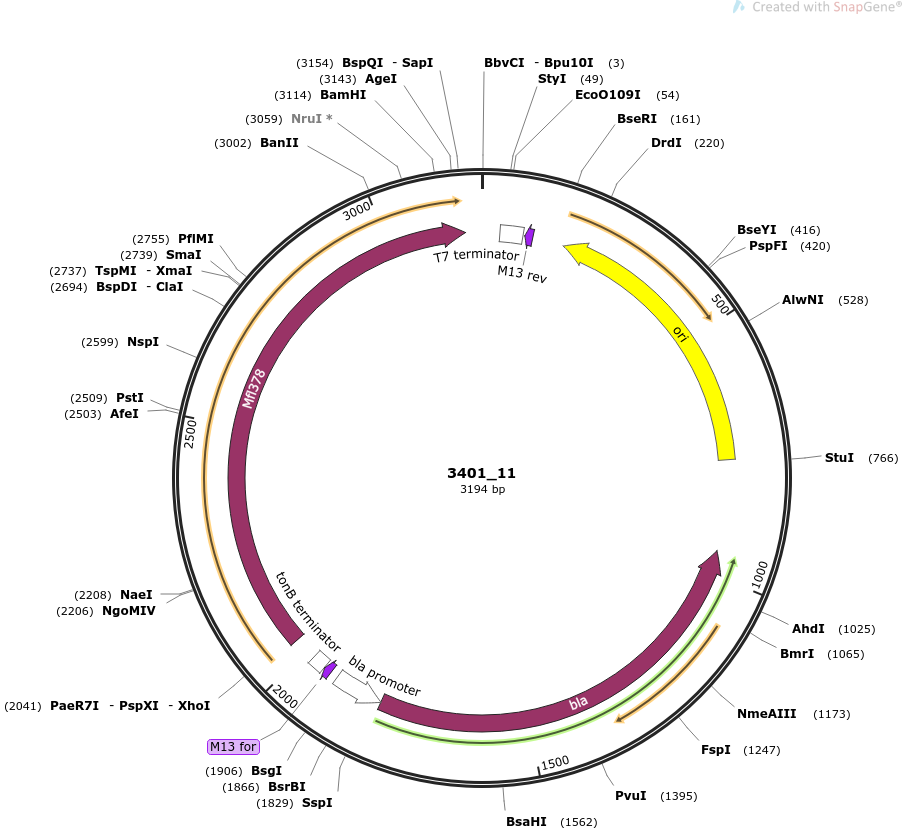 Created with SnapGene®
(3154) BspQI - SapI
(3143) AgeI
(3114) BamHI
(3059) NruI *
(3002) BanII
BbvCI - Bpu10I (3)
StyI (49)
EcoO109I (54)
BseRI (161)
DrdI (220)
(2755) PflMI
(2739) SmaI
(2737) TspMI - XmaI
(2694) BspDI - ClaI
(2599) NspI
(2509) PstI
(2503) AfeI
(2208) NaeI
(2206) NgoMIV
(2041) PaeR7I - PspXI - XhoI
BseYI (416)
PspFI (420)
AlwNI (528)
StuI (766)
AhdI (1025)
BmrI (1065)
NmeAIII (1173)
FspI (1247)
PvuI (1395)
BsaHI (1562)
M13 for
(1906) BsgI
(1866) BsrBI
(1829) SspI
3000
500
2500
1000
2000
1500
T7 terminator
M13 rev
ori
Mfl378
3401_11
3194 bp
tonB terminator
bla promoter
bla